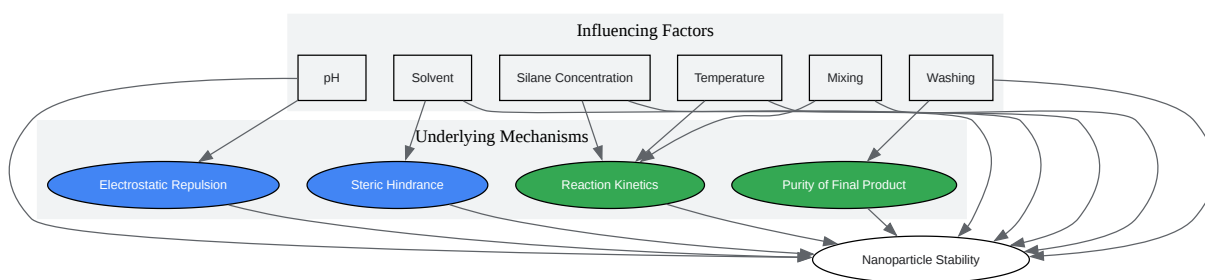 Influencing Factors
pH
Solvent
Silane Concentration
Temperature
Mixing
Washing
Underlying Mechanisms
Electrostatic Repulsion
Steric Hindrance
Reaction Kinetics
Purity of Final Product
Nanoparticle Stability